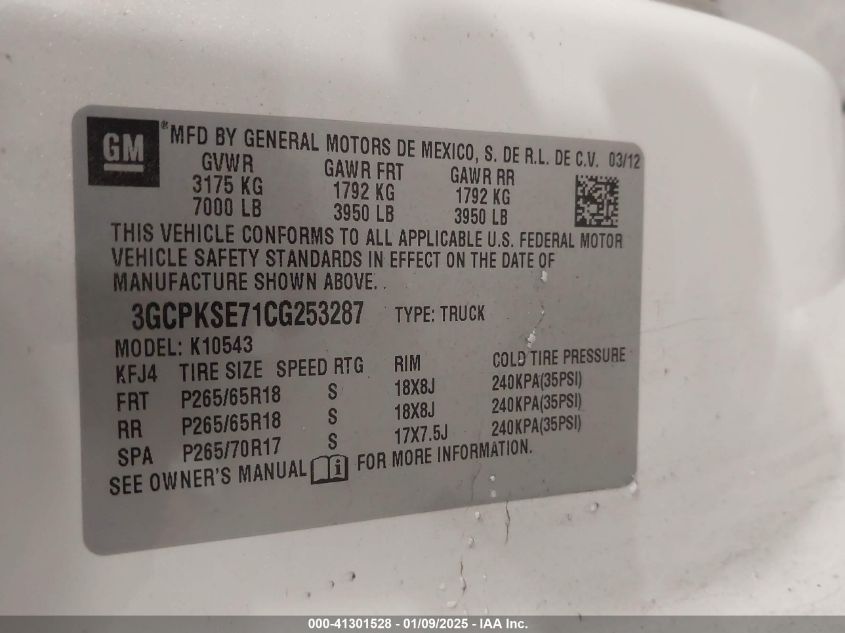 GM ® MFD BY GENERAL MOTORS DE MEXICO, S. DE R.L. DE C.V. 03/12
GVWR GAWR FRT GAWR RR
3175 KG 1792 KG 1792 KG
7000 LB 3950 LB 3950 LB
THIS VEHICLE CONFORMS TO ALL APPLICABLE U.S. FEDERAL MOTOR
VEHICLE SAFETY STANDARDS IN EFFECT ON THE DATE OF
MANUFACTURE SHOWN ABOVE.
3GCPKSE71CG253287 TYPE: TRUCK
MODEL: K10543
KFJ4 TIRE SIZE SPEED RTG RIM COLD TIRE PRESSURE
FRT P265/65R18 S 18X8J 240KPA(35PSI)
RR P265/65R18 S 18X8J 240KPA(35PSI)
SPA P265/70R17 S 17X7.5J 240KPA(35PSI)
SEE OWNER'S MANUAL i FOR MORE INFORMATION.
000-41301528 - 01/09/2025 - IAA Inc.